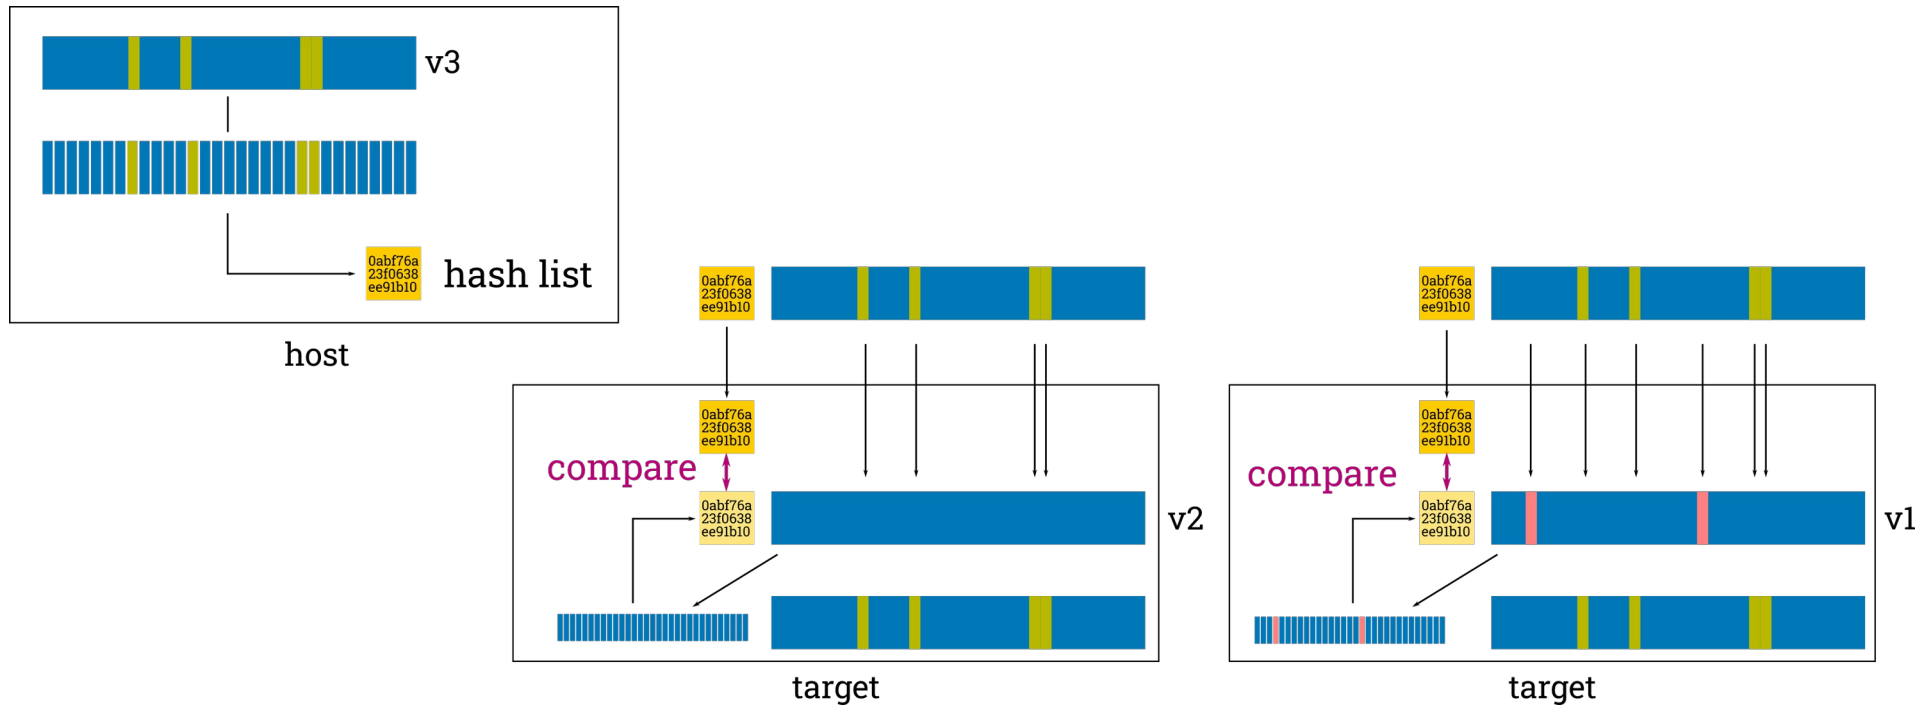 v3
0abf76a
23f0638
ee91b10
hash list
host
0abf76a
23f0638
ee91b10
0abf76a
23f0638
ee91b10
compare
0abf76a
23f0638
ee91b10
v2
target
0abf76a
23f0638
ee91b10
0abf76a
23f0638
ee91b10
compare
0abf76a
23f0638
ee91b10
v1
target